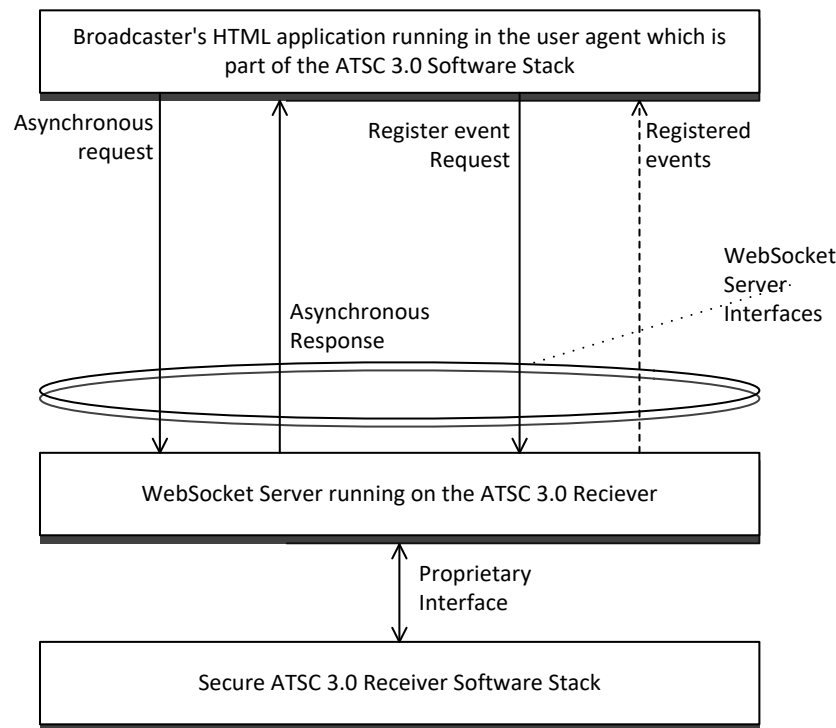 Broadcaster's HTML application running in the user agent which is
part of the ATSC 3.0 Software Stack
Asynchronous
request
Register event
Request
Registered
events
WebSocket
Server
Interfaces
Asynchronous
Response
WebSocket Server running on the ATSC 3.0 Reciever
Proprietary
Interface
Secure ATSC 3.0 Receiver Software Stack